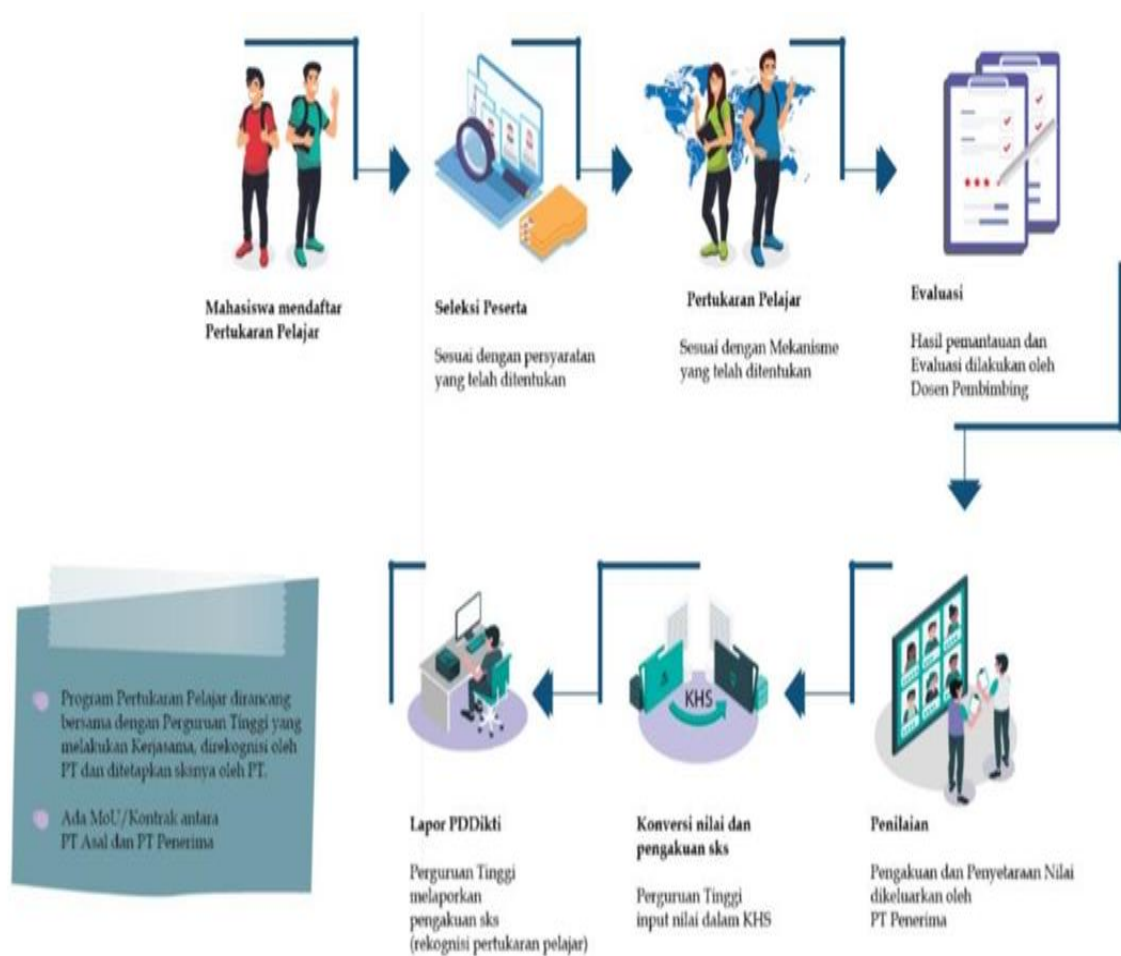 Mahasiswa mendaftar
Pertukaran Pelajar
Seleksi Peserta
Sesuai dengan persyaratan
yang telah ditentukan
Pertukaran Pelajar
Sesuai dengan Mekanisme
yang telah ditentukan
Evaluasi
Hasil pemantauan dan
Evaluasi dilakukan oleh
Dosen Pembimbing
Penilaian
Pengakuan dan Penyetaraan Nilai
dikeluarkan oleh
PT Penerima
KHS
Konversi nilai dan
pengakuan sks
Perguruan Tinggi
input nilai dalam KHS
Lapor PDDikti
Perguruan Tinggi
melaporkan
pengakuan sks
(rekognisi pertukaran pelajar)
Program Pertukaran Pelajar dirancang
bersama dengan Perguruan Tinggi yang
melakukan Kerjasama, direkognisi oleh
PT dan ditetapkan sksnya oleh PT.
Ada MoU/Kontrak antara
PT Asal dan PT Penerima